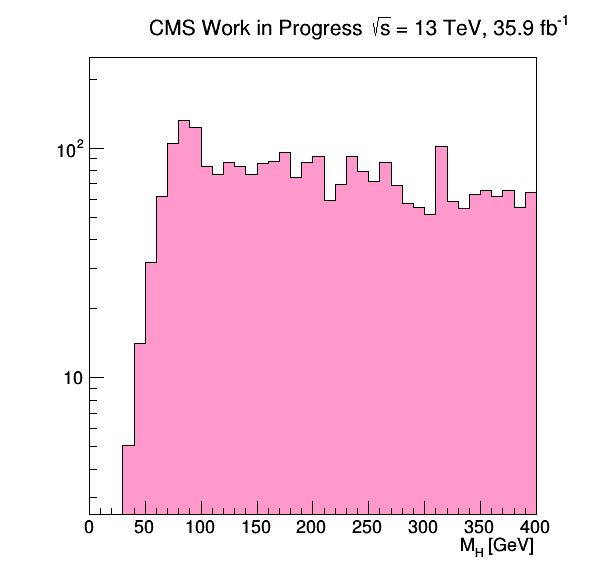 CMS Work in Progress √s = 13 TeV, 35.9 fb⁻¹
10²
10
0 50 100 150 200 250 300 350 400
M_H [GeV]